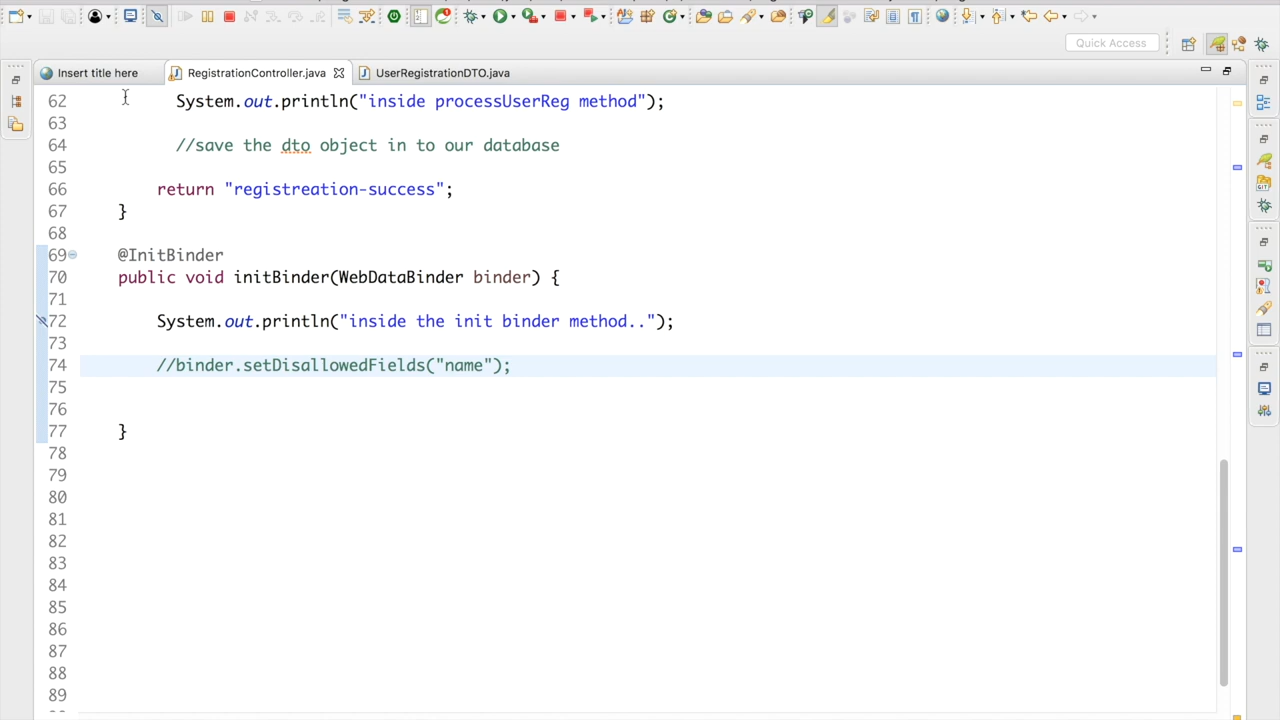 Quick Access
Insert title here
RegistrationController.java
UserRegistrationDTO.java
62 System.out.println("inside processUserReg method");
63
64 //save the dto object in to our database
65
66 return "registreation-success";
67 }
68
69 @InitBinder
70 public void initBinder(WebDataBinder binder) {
71
72 System.out.println("inside the init binder method..");
73
74 //binder.setDisallowedFields("name");
75
76
77 }
78
79
80
81
82
83
84
85
86
87
88
89